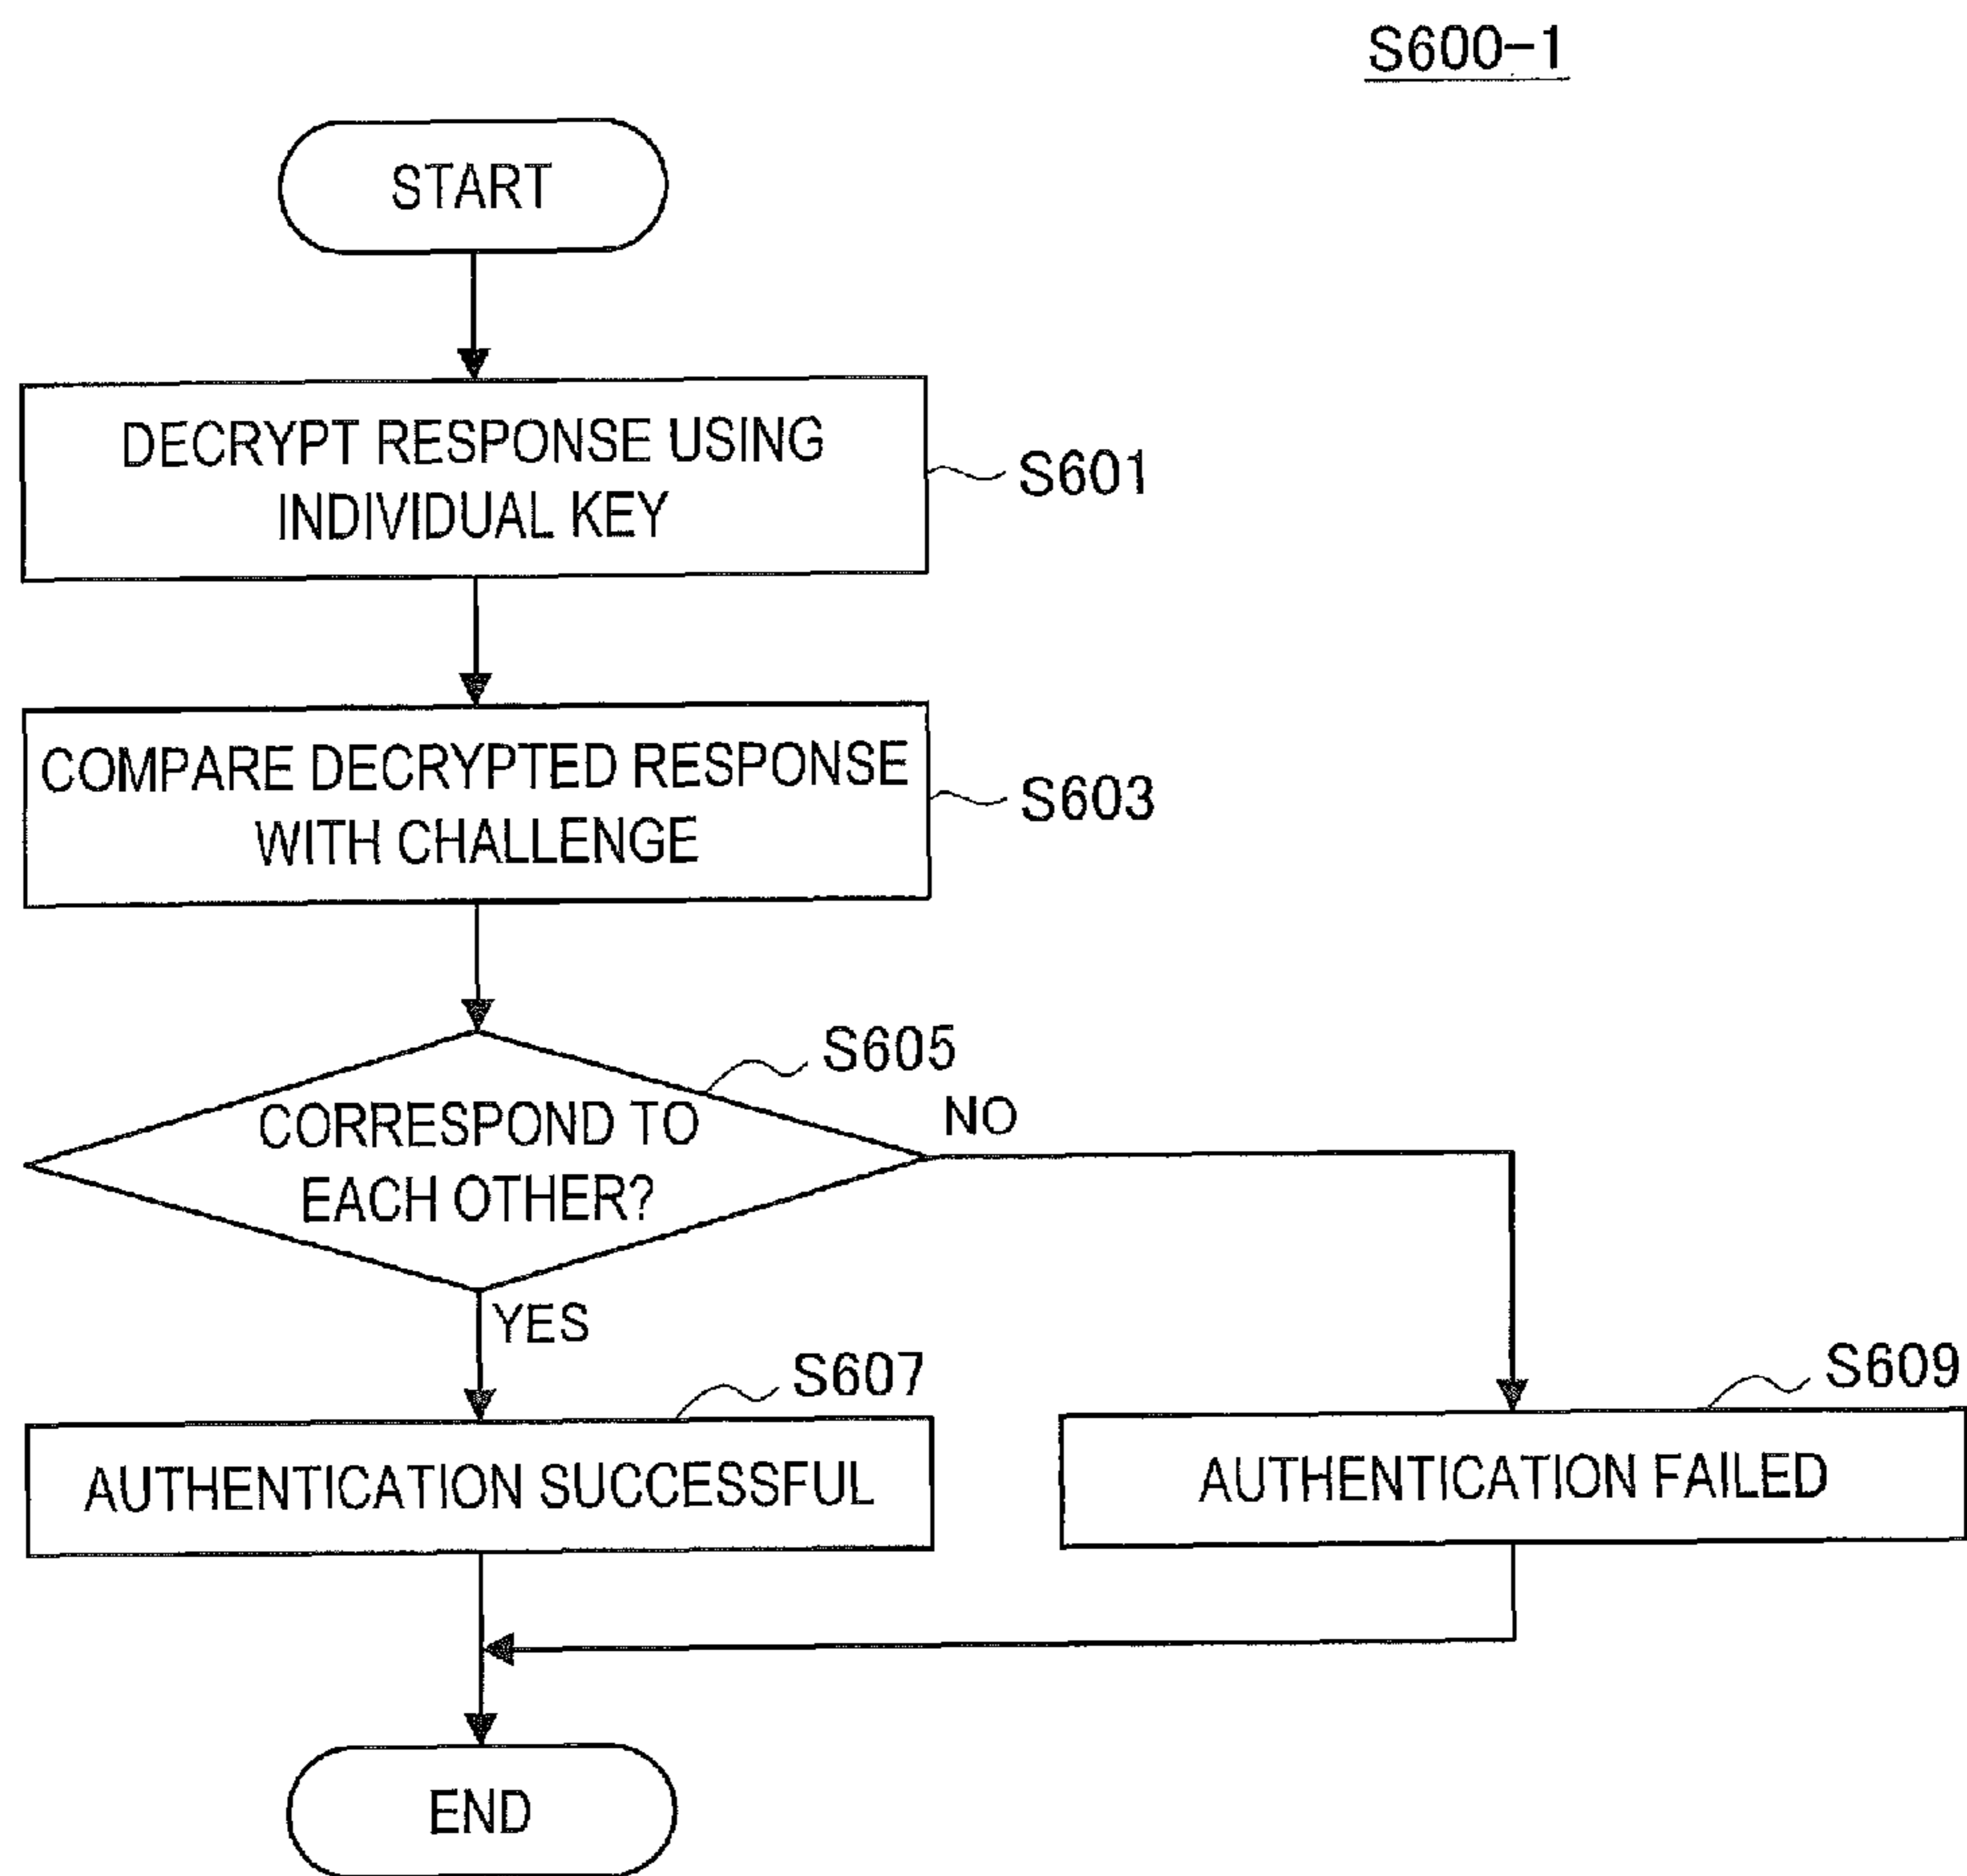 S600-1
START
DECRYPT RESPONSE USING
INDIVIDUAL KEY
S601
COMPARE DECRYPTED RESPONSE
WITH CHALLENGE
S603
S605
CORRESPOND TO
EACH OTHER?
NO
YES
S607
AUTHENTICATION SUCCESSFUL
S609
AUTHENTICATION FAILED
END